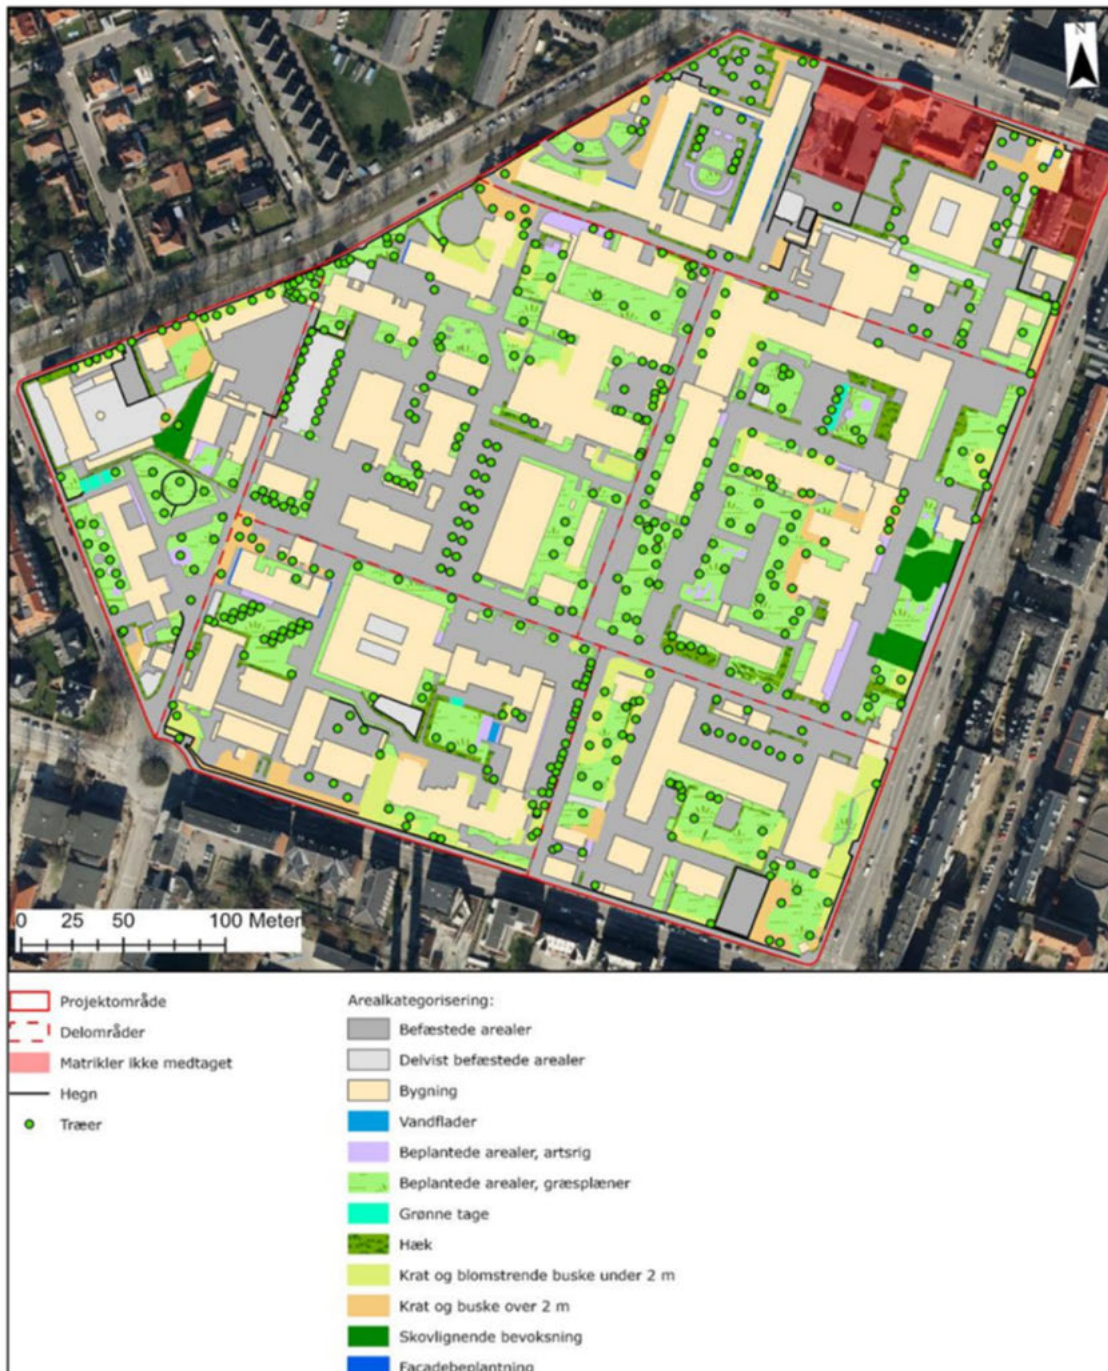 N
0 25 50 100 Meter
Projektområde
Delområder
Matrikler ikke medtaget
Hegn
Træer
Arealkategorisering:
Befæstede arealer
Delvist befæstede arealer
Bygning
Vandflader
Beplantede arealer, artsrig
Beplantede arealer, græsplæner
Grønne tage
Hæk
Krat og blomstrende buske under 2 m
Krat og buske over 2 m
Skovlignende bevoksning
Facadebeplantning